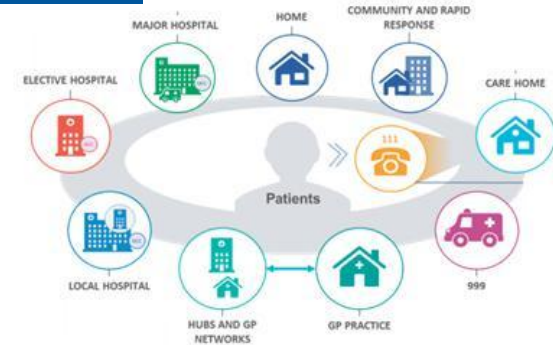 MAJOR HOSPITAL
HOME
COMMUNITY AND RAPID
RESPONSE
ELECTIVE HOSPITAL
CARE HOME
111
Patients
LOCAL HOSPITAL
HUBS AND GP
NETWORKS
GP PRACTICE
999